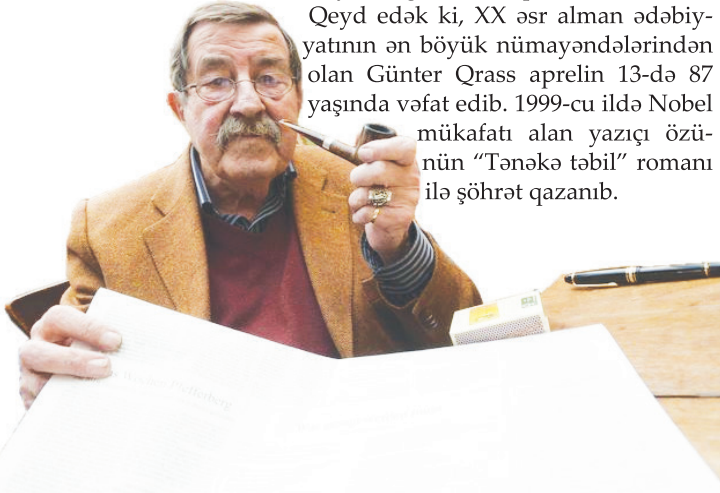 Qeyd edək ki, XX əsr alman ədəbiy-
yatının ən böyük nümayəndələrindən
olan Günter Qrass aprelin 13-də 87
yaşında vəfat edib. 1999-cu ildə Nobel
mükafatı alan yazıçı özü-
nün “Tənəkə təbil” romanı
ilə şöhrət qazanıb.